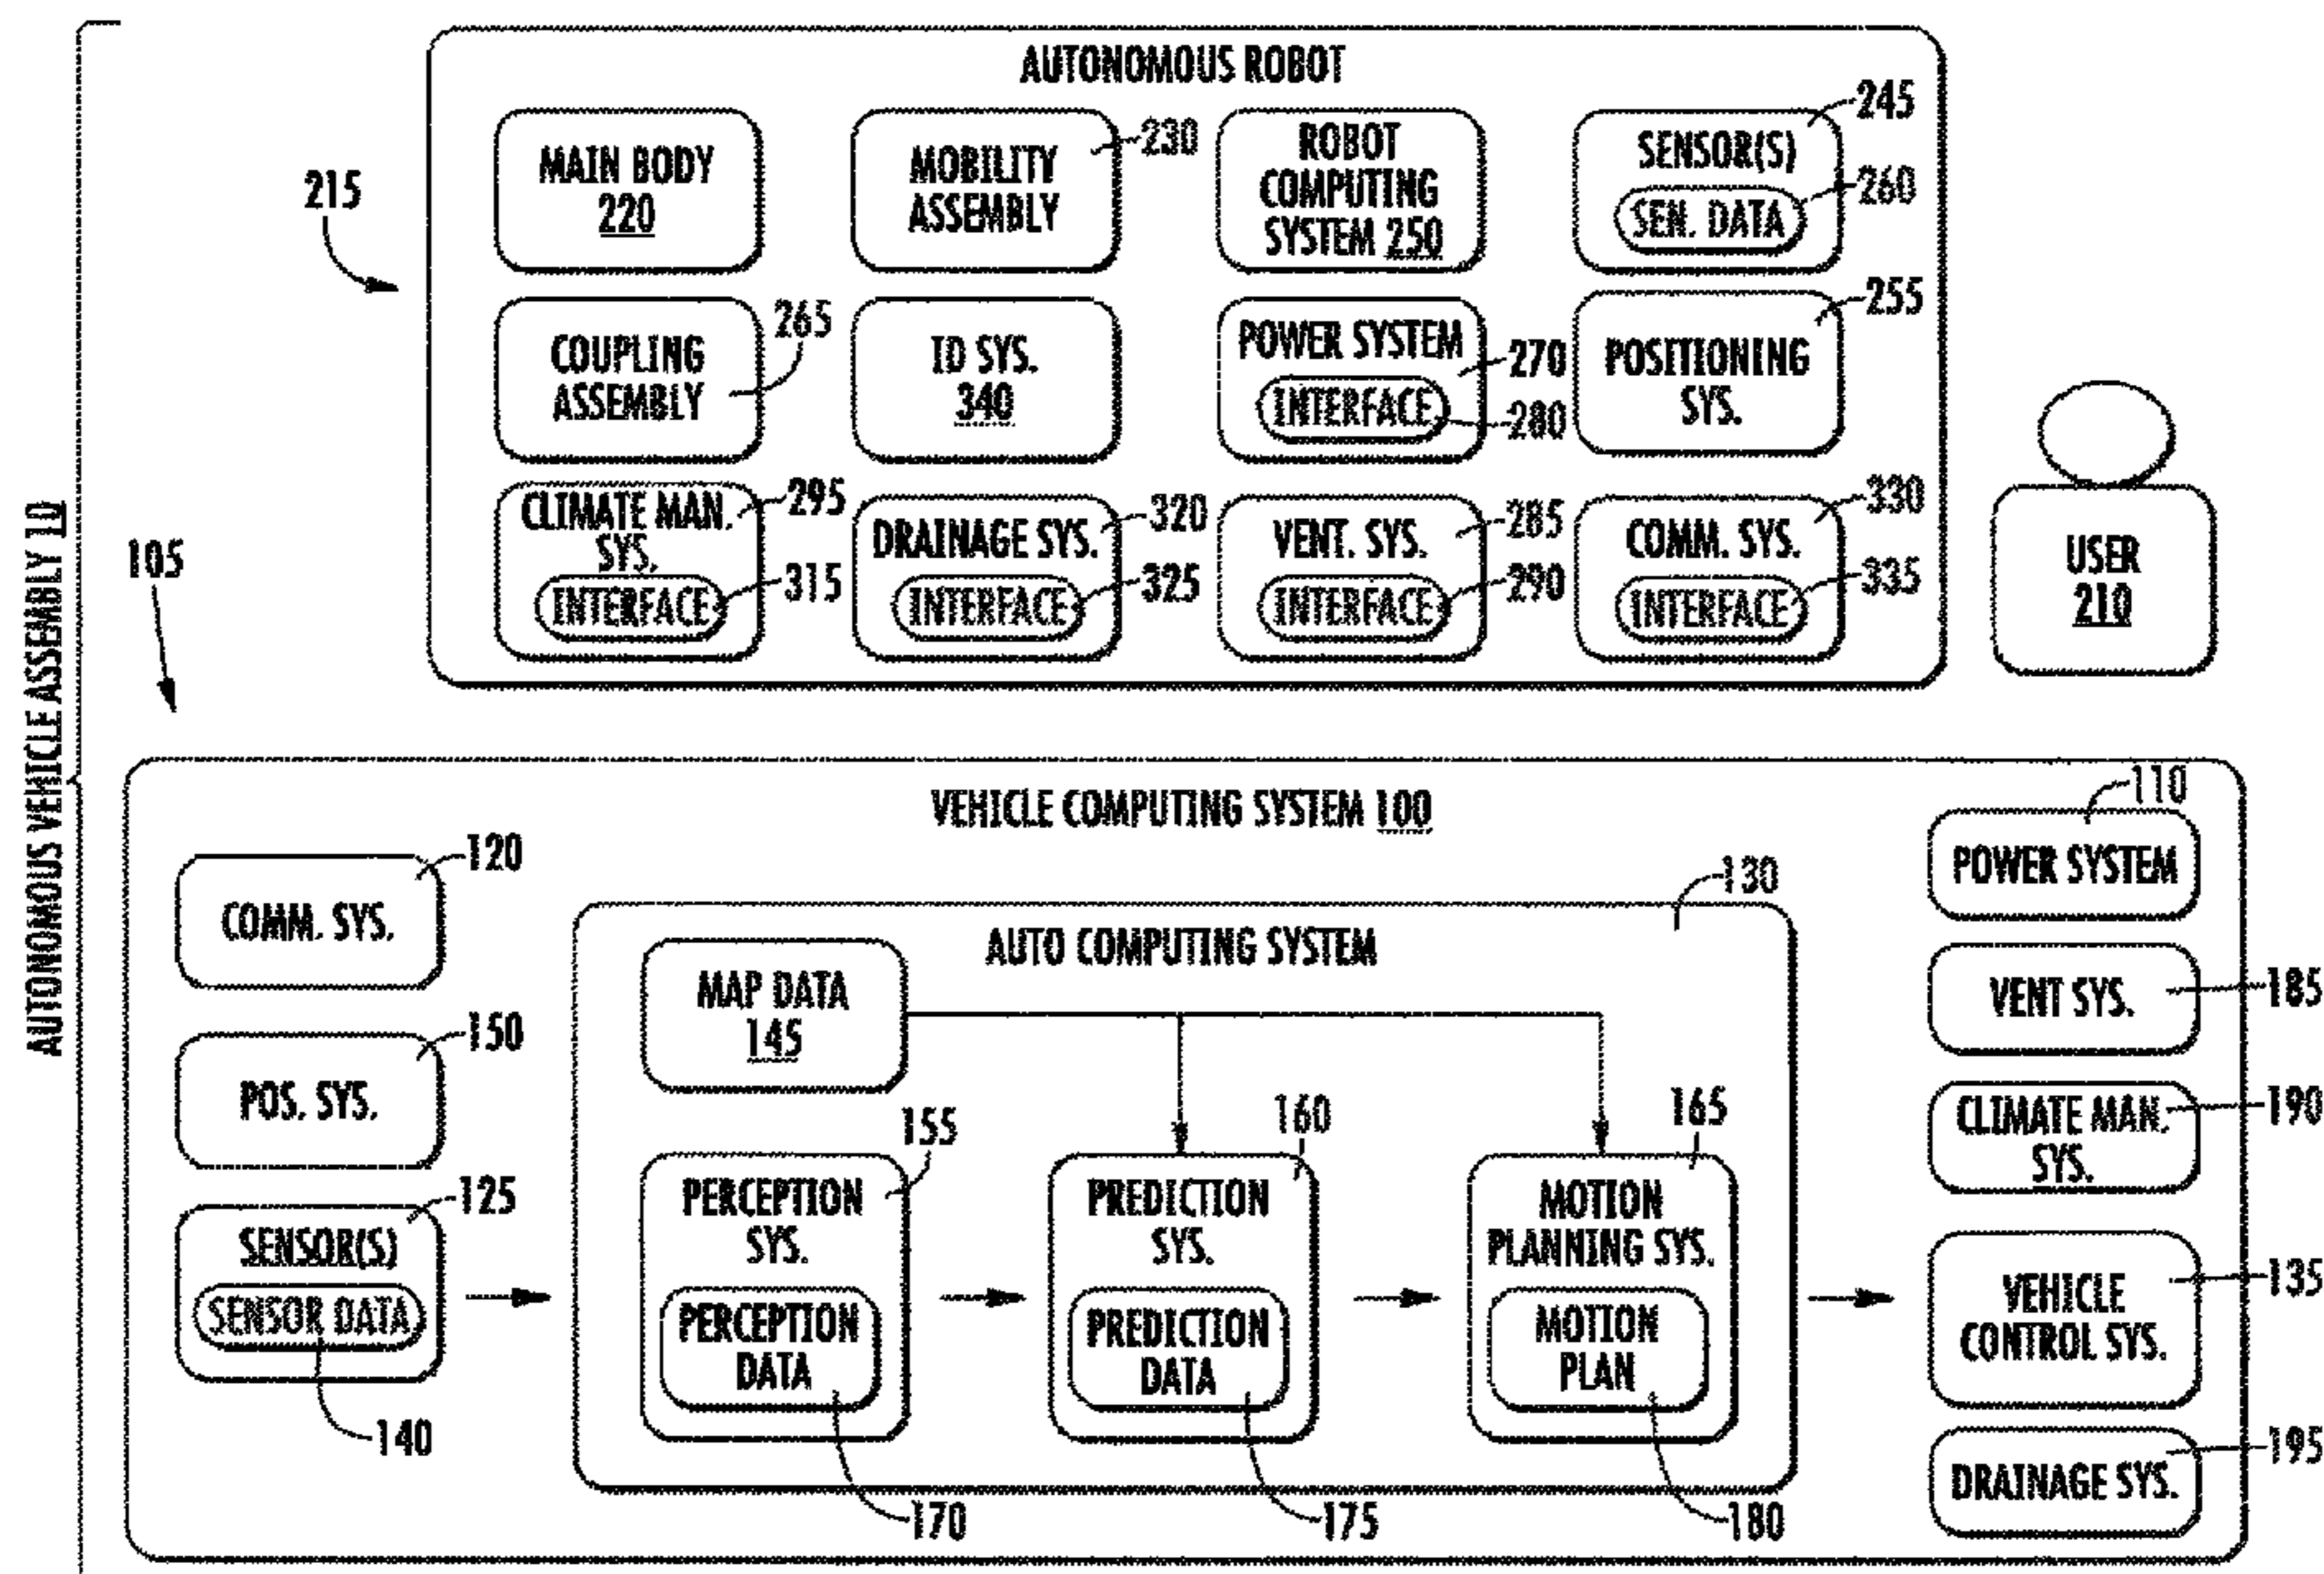 AUTONOMOUS VEHICLE ASSEMBLY 10
AUTONOMOUS ROBOT
215
MAIN BODY
220
MOBILITY
ASSEMBLY
230
ROBOT
COMPUTING
SYSTEM 250
SENSOR(S)
SEN. DATA
245
260
COUPLING
ASSEMBLY
265
ID SYS.
340
POWER SYSTEM
INTERFACE
270
280
POSITIONING
SYS.
255
CLIMATE MAN.
SYS.
INTERFACE
295
315
DRAINAGE SYS.
INTERFACE
320
325
VENT. SYS.
INTERFACE
285
290
COMM. SYS.
INTERFACE
330
335
USER
210
105
VEHICLE COMPUTING SYSTEM 100
COMM. SYS.
120
POS. SYS.
150
SENSOR(S)
SENSOR DATA
125
140
AUTO COMPUTING SYSTEM
130
MAP DATA
145
PERCEPTION
SYS.
PERCEPTION
DATA
155
170
PREDICTION
SYS.
PREDICTION
DATA
160
175
MOTION
PLANNING SYS.
MOTION
PLAN
165
180
POWER SYSTEM
110
VENT SYS.
185
CLIMATE MAN.
SYS.
190
VEHICLE
CONTROL SYS.
135
DRAINAGE SYS.
195